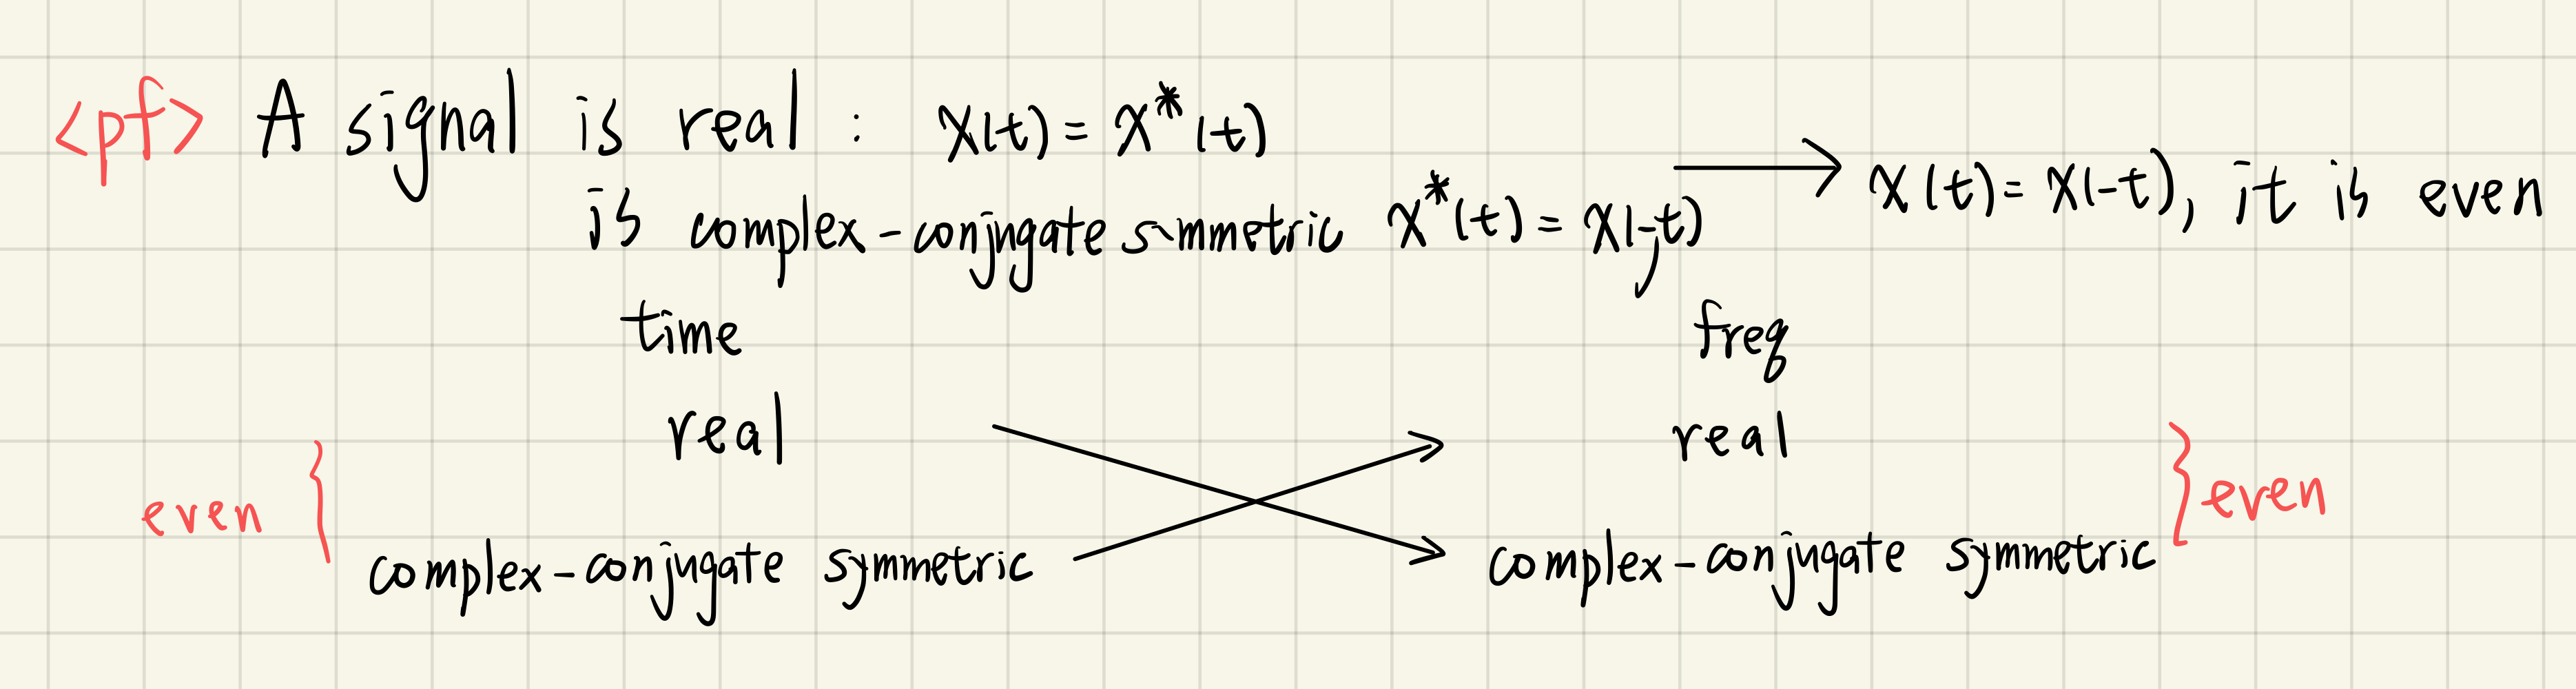 <pf> A signal is real : x(t) = x*(t)
is complex-conjugate symmetric x*(t) = x(-t) → x(t) = x(-t), it is even
time freq
real real
even even
complex-conjugate symmetric complex-conjugate symmetric